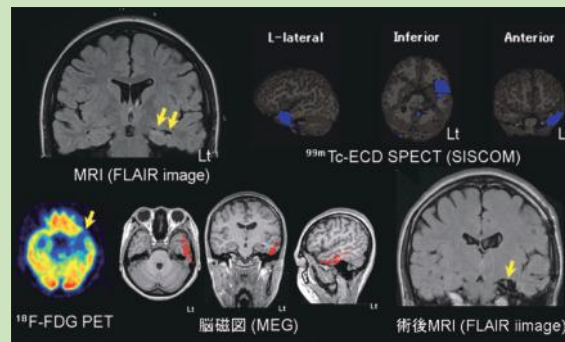 L-lateral
Inferior
Anterior
Lt
Lt
L
MRI (FLAIR image)
⁹⁹ᵐTc-ECD SPECT (SISCOM)
Lt
Lt
Lt
¹⁸F-FDG PET
脳磁図 (MEG)
術後MRI (FLAIR iimage)